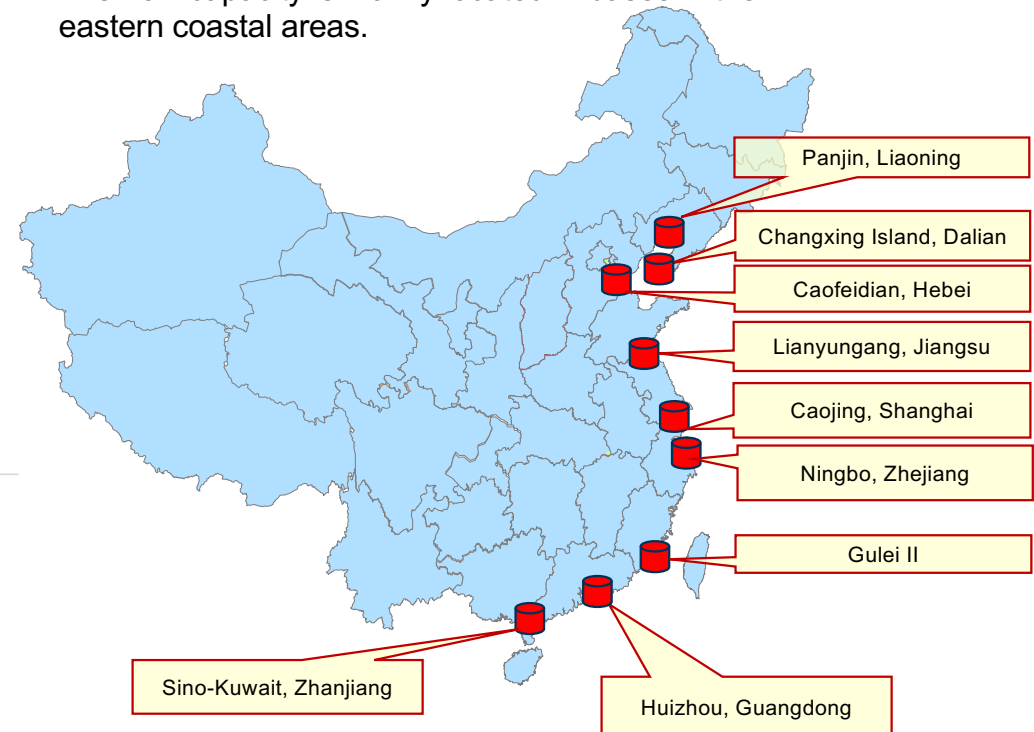 eastern coastal areas.
Panjin, Liaoning
Changxing Island, Dalian
Caofeidian, Hebei
Lianyungang, Jiangsu
Caojing, Shanghai
Ningbo, Zhejiang
Gulei II
Sino-Kuwait, Zhanjiang
Huizhou, Guangdong